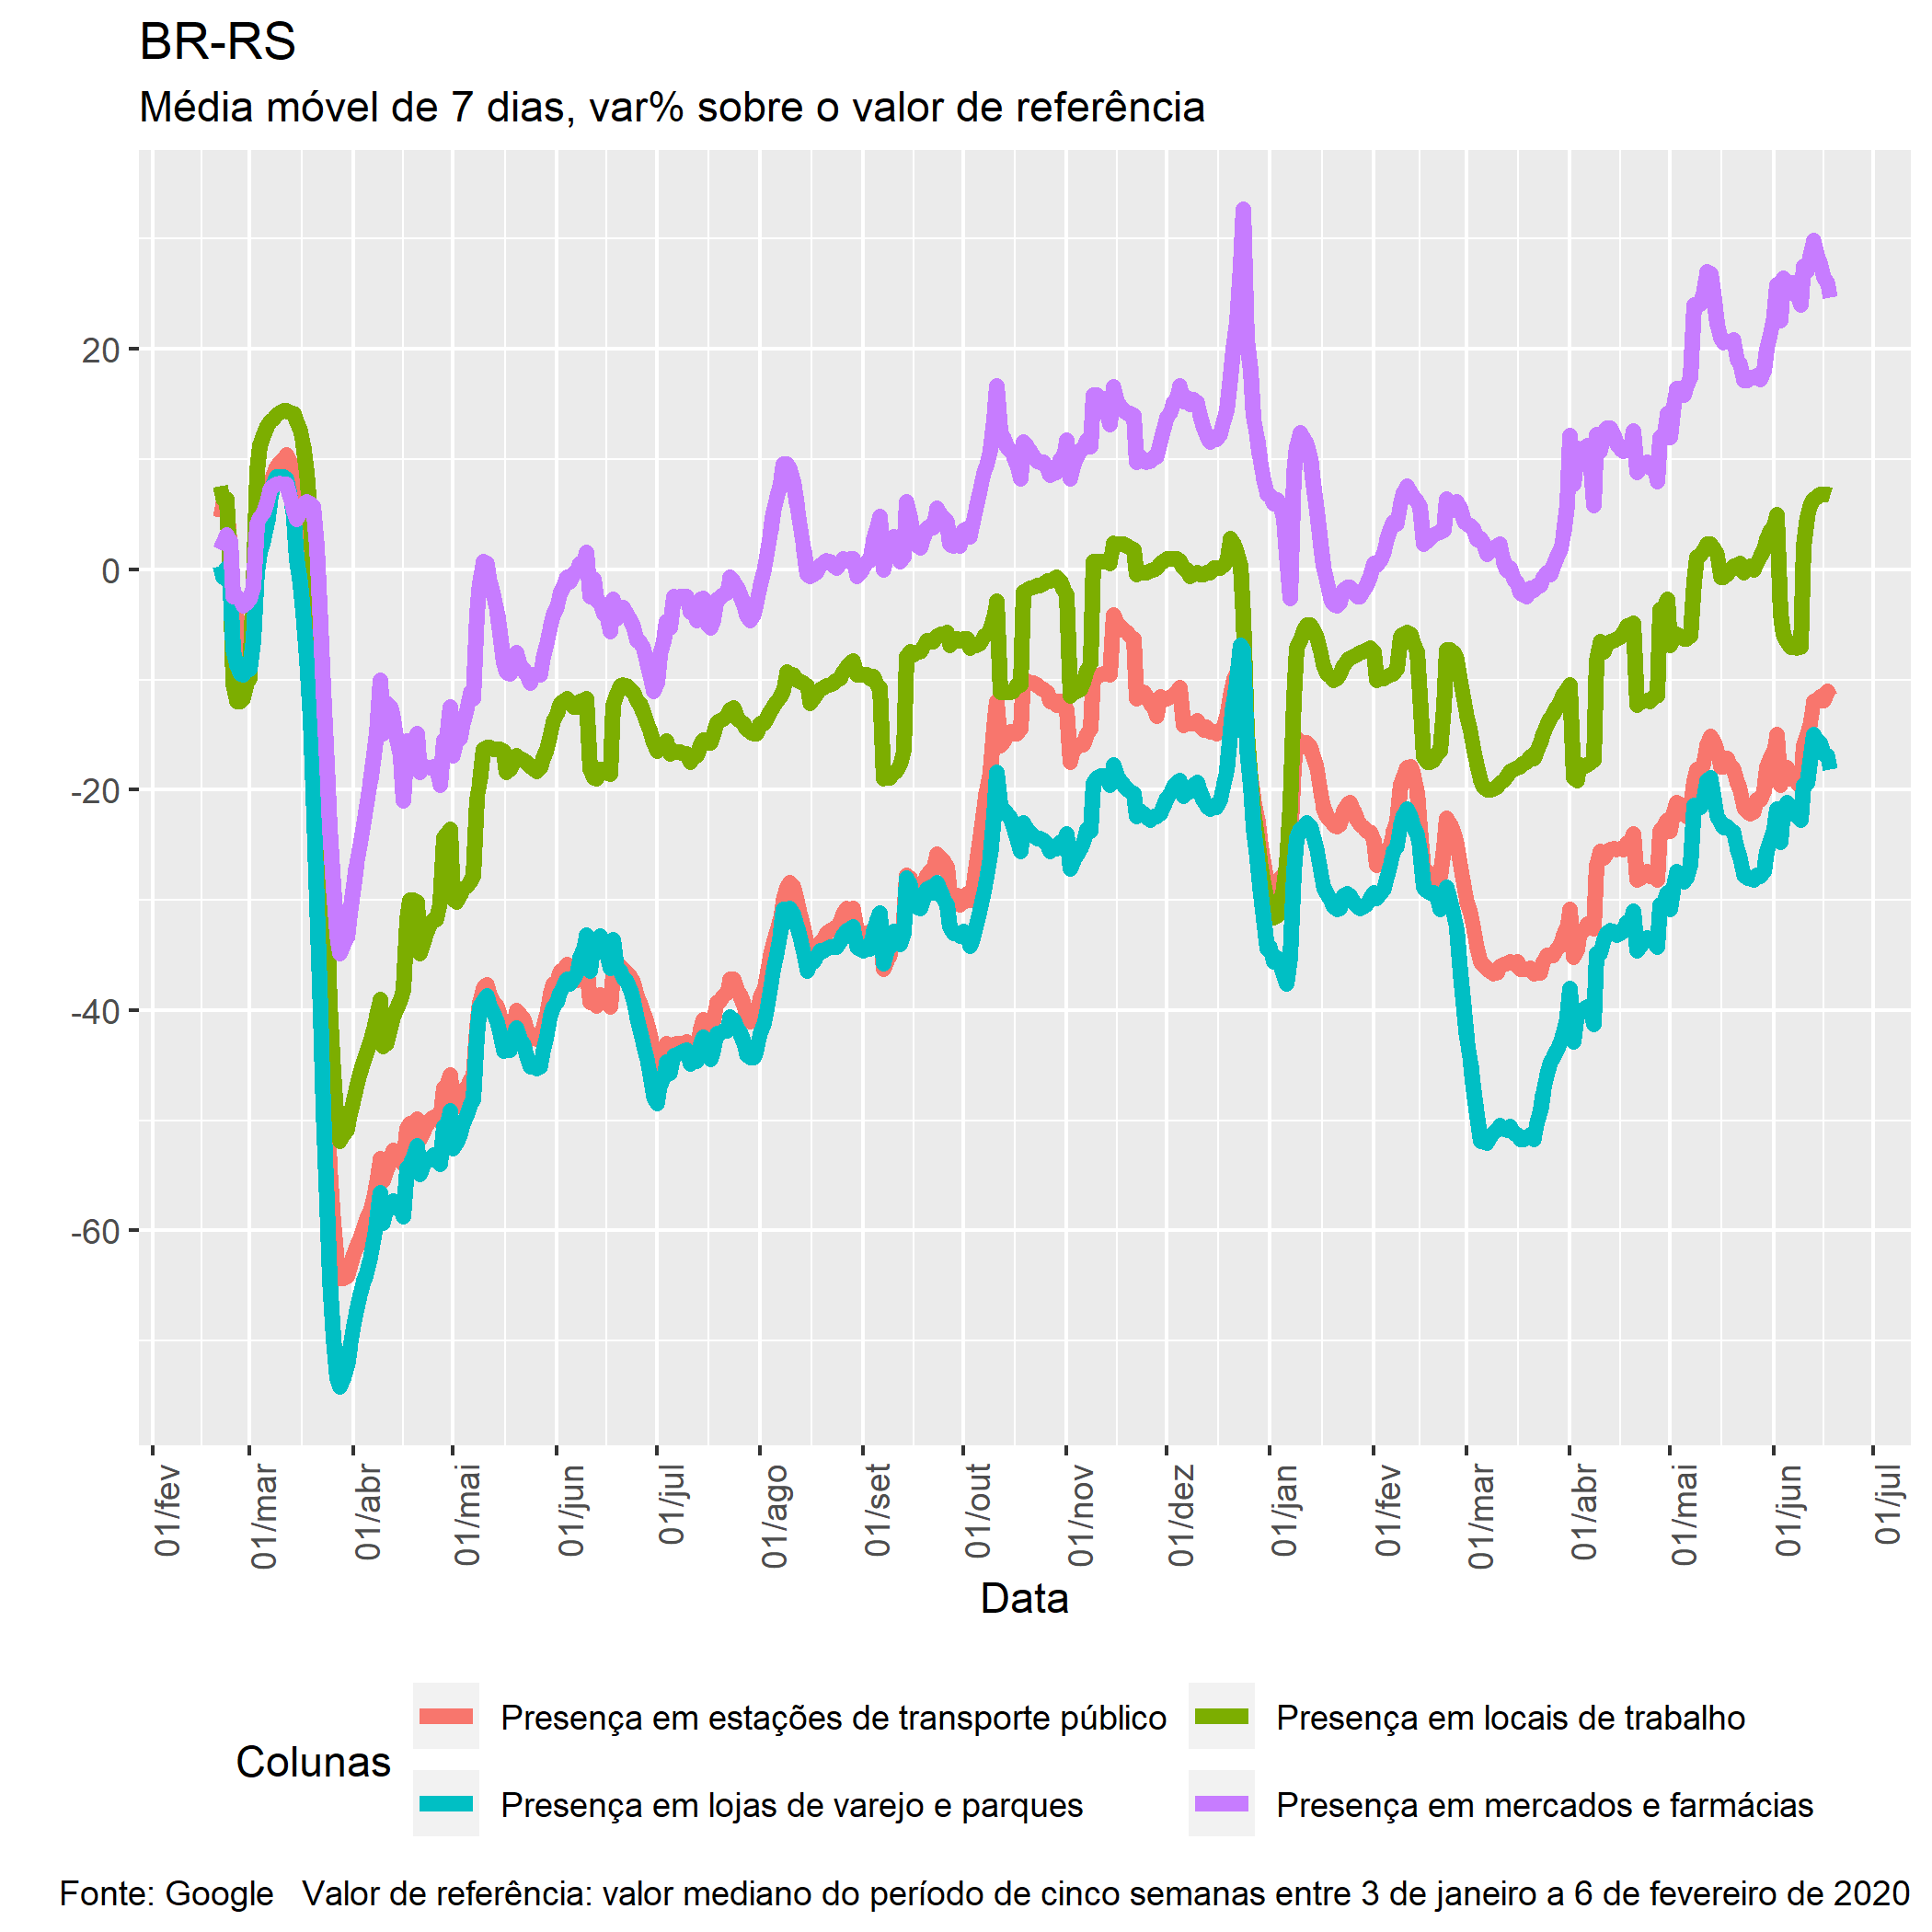 BR-RS
Média móvel de 7 dias, var% sobre o valor de referência
20
0
-20
-40
-60
01/fev
01/mar
01/abr
01/mai
01/jun
01/jul
01/ago
01/set
01/out
01/nov
01/dez
01/jan
01/fev
01/mar
01/abr
01/mai
01/jun
01/jul
Data
Colunas
Presença em estações de transporte público
Presença em locais de trabalho
Presença em lojas de varejo e parques
Presença em mercados e farmácias
Fonte: Google Valor de referência: valor mediano do período de cinco semanas entre 3 de janeiro a 6 de fevereiro de 2020